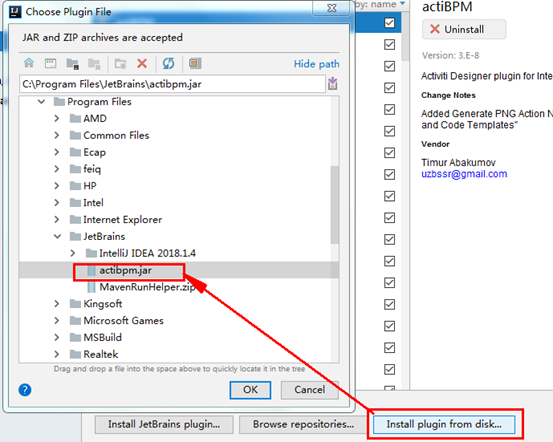 Choose Plugin File
JAR and ZIP archives are accepted
Hide path
C:\Program Files\JetBrains\actibpm.jar
Program Files
AMD
Common Files
Ecap
feiq
HP
Intel
Internet Explorer
JetBrains
IntelliJ IDEA 2018.1.4
actibpm.jar
MavenRunHelper.zip
Kingsoft
Microsoft Games
MSBuild
Realtek
Drag and drop a file into the space above to quickly locate it in the tree
?
OK
Cancel
by: name
actiBPM
Uninstall
Version: 3.E-8
Activiti Designer plugin for Inte
Change Notes
Added Generate PNG Action N
and Code Templates"
Vendor
Timur Abakumov
uzbssr@gmail.com
Install JetBrains plugin...
Browse repositories...
Install plugin from disk...